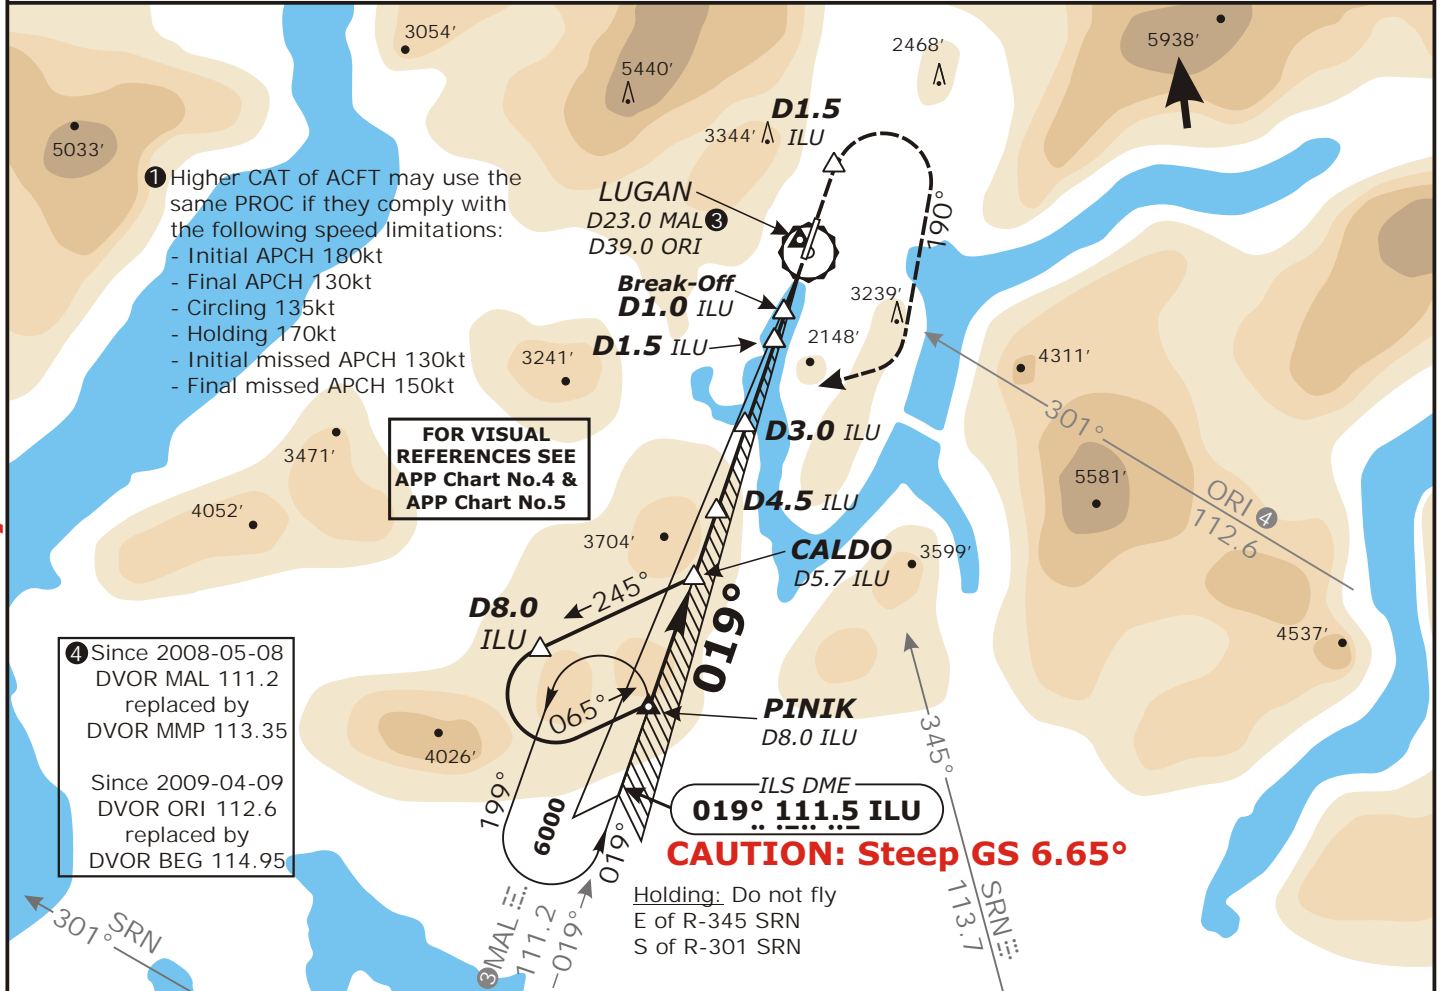 3054'
5440'
2468'
5938'
5033'
3344'
D1.5
ILU
❶ Higher CAT of ACFT may use the
same PROC if they comply with
the following speed limitations:
- Initial APCH 180kt
- Final APCH 130kt
- Circling 135kt
- Holding 170kt
- Initial missed APCH 130kt
- Final missed APCH 150kt
LUGAN
D23.0 MAL ❸
D39.0 ORI
190°
Break-Off
D1.0 ILU
D1.5 ILU
3239'
2148'
4311'
3241'
301°
FOR VISUAL
REFERENCES SEE
APP Chart No.4 &
APP Chart No.5
D3.0 ILU
3471'
4052'
5581'
ORI ❹
112.6
D4.5 ILU
3704'
CALDO
D5.7 ILU
3599'
245°
D8.0
ILU
019°
4537'
❹ Since 2008-05-08
DVOR MAL 111.2
replaced by
DVOR MMP 113.35
Since 2009-04-09
DVOR ORI 112.6
replaced by
DVOR BEG 114.95
065°
PINIK
D8.0 ILU
4026'
345°
199°
6000
019°
ILS DME
019° 111.5 ILU
CAUTION: Steep GS 6.65°
Holding: Do not fly
E of R-345 SRN
S of R-301 SRN
SRN
113.7
❸ MAL
111.2
019°
SRN
301°